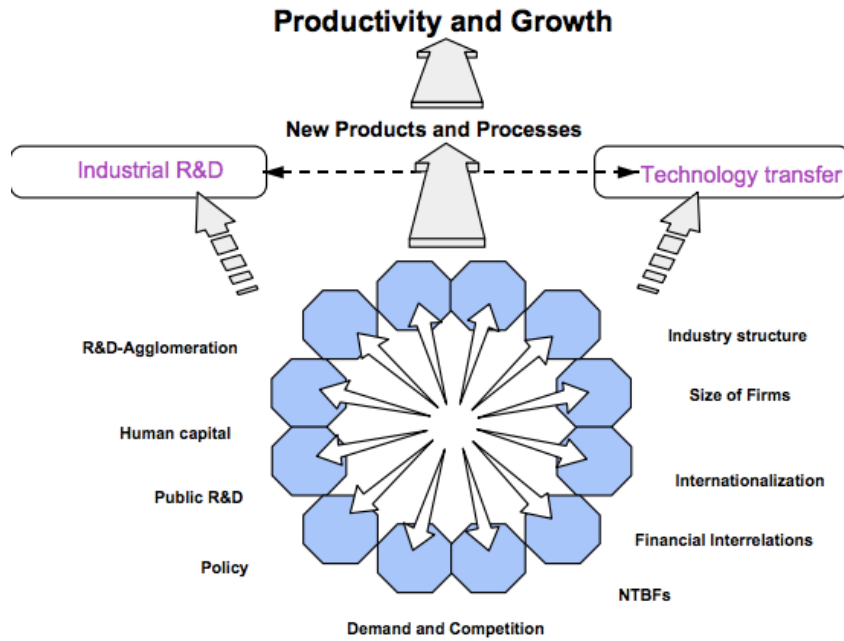 Productivity and Growth
New Products and Processes
Industrial R&D
Technology transfer
R&D-Agglomeration
Industry structure
Size of Firms
Human capital
Internationalization
Public R&D
Financial Interrelations
Policy
NTBFs
Demand and Competition